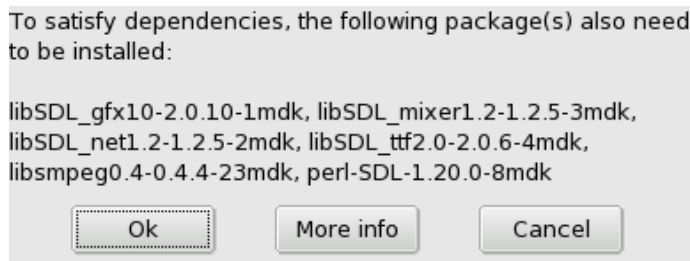 To satisfy dependencies, the following package(s) also need
to be installed:
libSDL_gfx10-2.0.10-1mdk, libSDL_mixer1.2-1.2.5-3mdk,
libSDL_net1.2-1.2.5-2mdk, libSDL_ttf2.0-2.0.6-4mdk,
libsmpeg0.4-0.4.4-23mdk, perl-SDL-1.20.0-8mdk
Ok More info Cancel